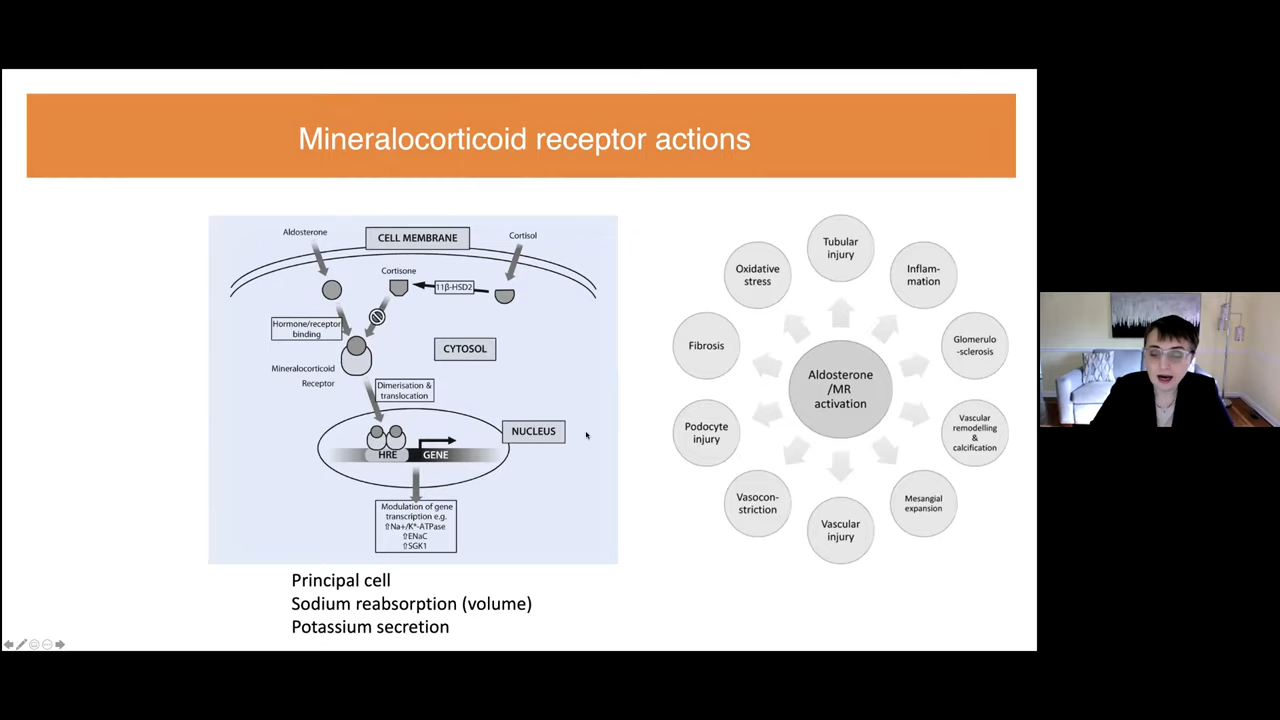 Mineralocorticoid receptor actions
Aldosterone
CELL MEMBRANE
Cortisol
Cortisone
11β-HSD2
Hormone/receptor
binding
CYTOSOL
Mineralocorticoid
Receptor
Dimerisation &
translocation
NUCLEUS
HRE
GENE
Modulation of gene
transcription e.g.
⇧Na+/K⁺-ATPase
⇧ENaC
⇧SGK1
Principal cell
Sodium reabsorption (volume)
Potassium secretion
Tubular
injury
Inflam-
mation
Glomerulo
-sclerosis
Vascular
remodelling
&
calcification
Mesangial
expansion
Vascular
injury
Vasocon-
striction
Podocyte
injury
Fibrosis
Oxidative
stress
Aldosterone
/MR
activation